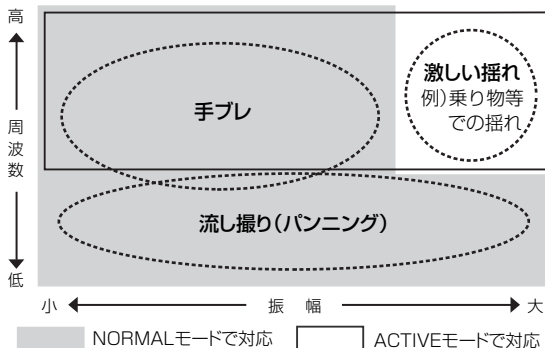 高
周波数
低
手ブレ
激しい揺れ
例)乗り物等
での揺れ
流し撮り(パンニング)
小 振幅 大
NORMALモードで対応 ACTIVEモードで対応